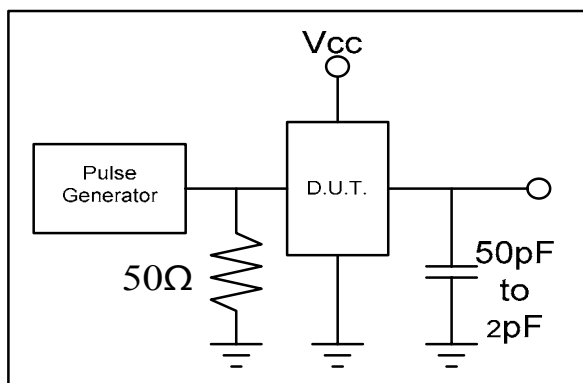 Vcc
Pulse
Generator
D.U.T.
50Ω
50pF
to
2pF